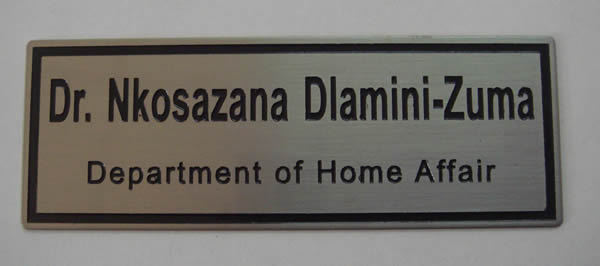 Dr. Nkosazana Dlamini-Zuma
Department of Home Affair